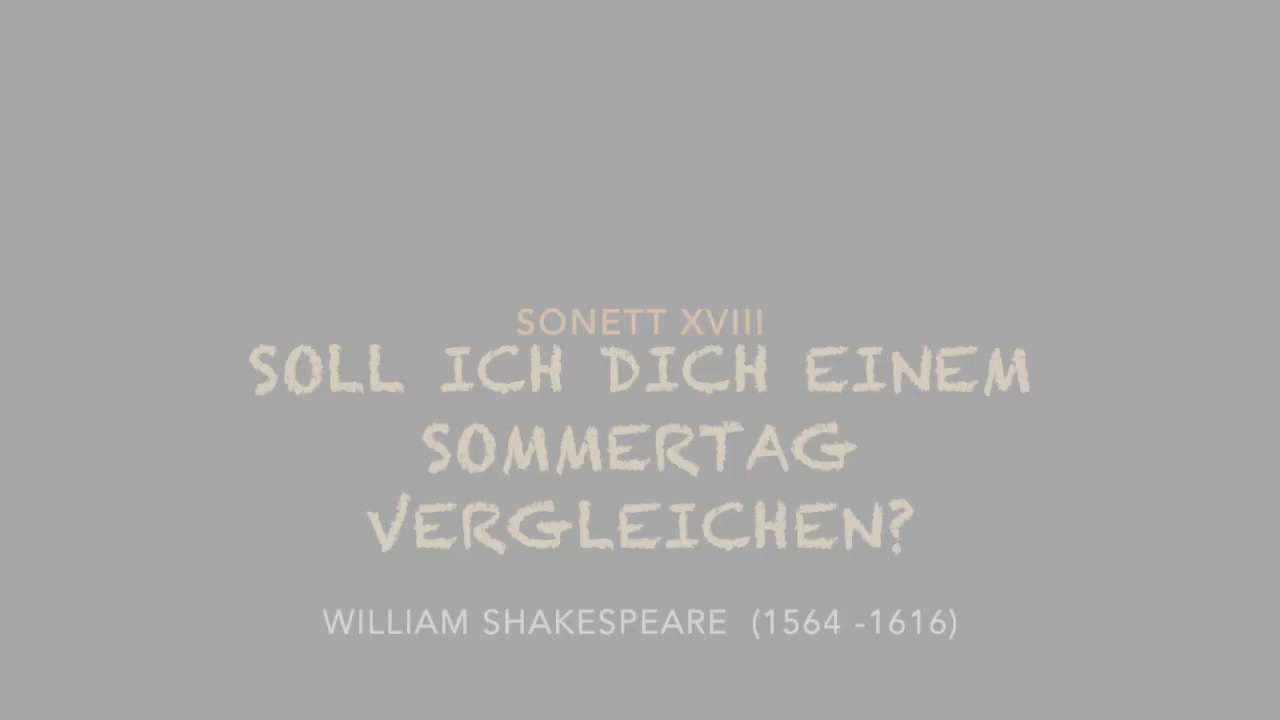 SONETT XVIII
SOLL ICH DICH EINEM
SOMMERTAG
VERGLEICHEN?
WILLIAM SHAKESPEARE (1564 -1616)